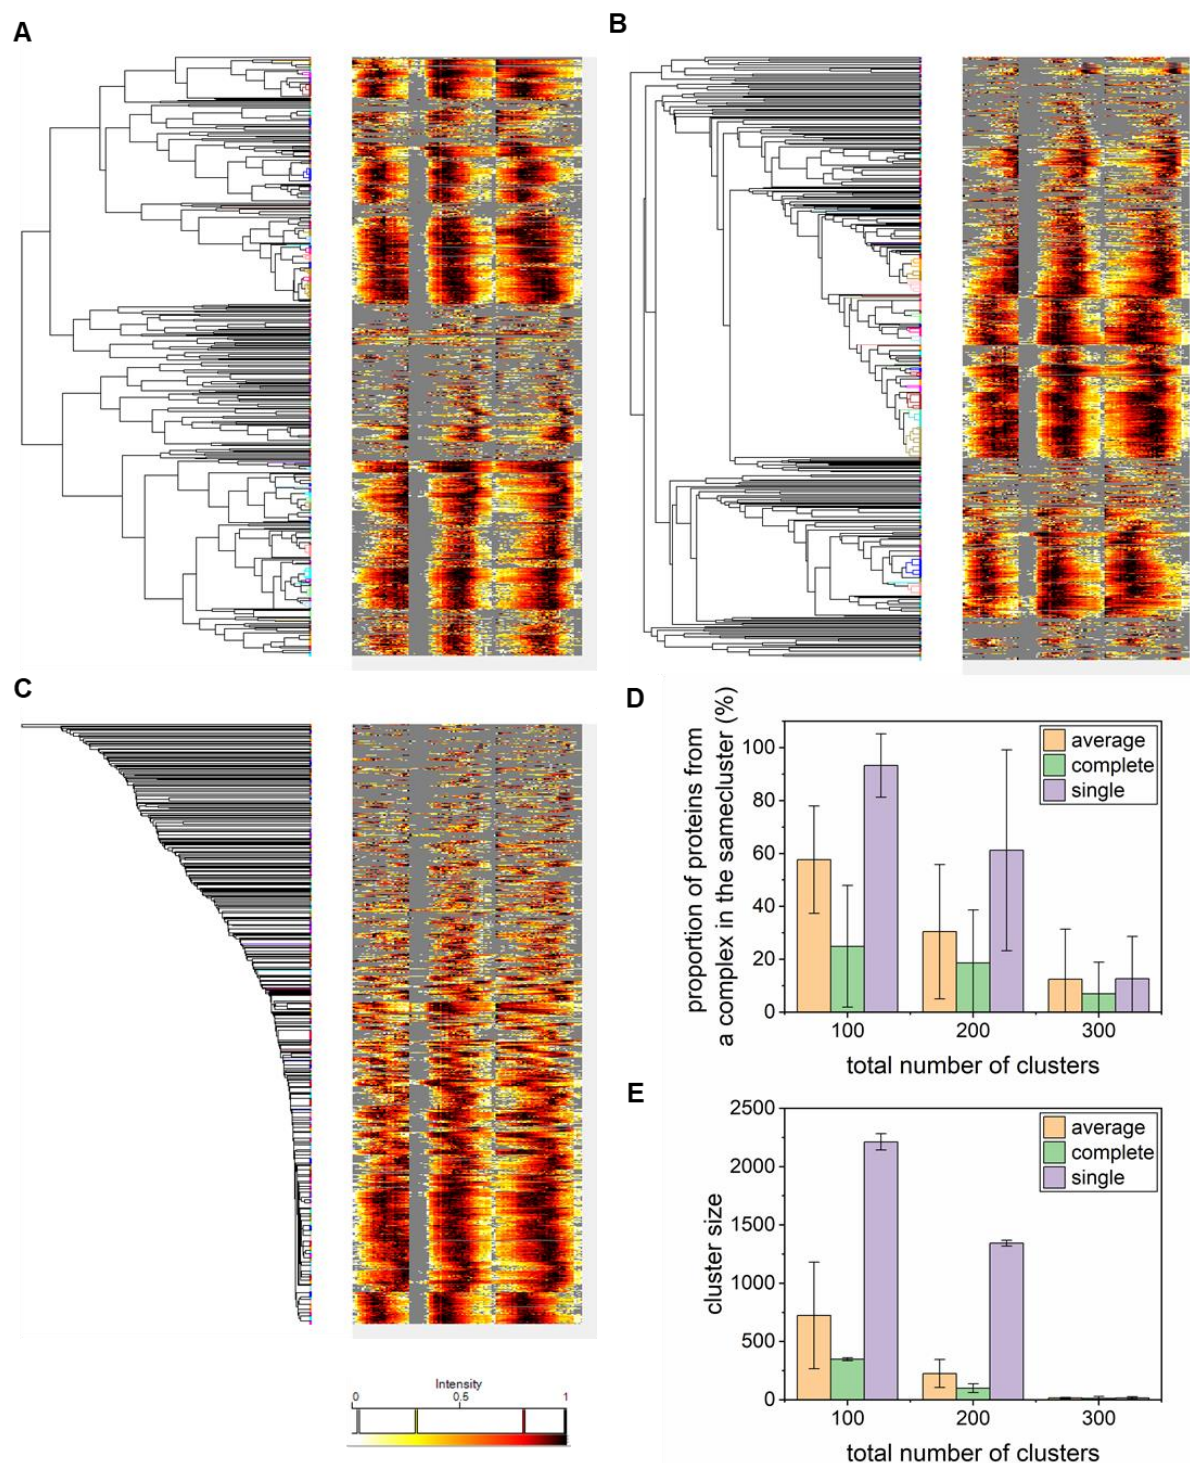 A
B
C
Intensity
0
0.5
1
D
proportion of proteins from
a complex in the samecluster (%)
100
80
60
40
20
0
average
complete
single
100
200
300
total number of clusters
E
cluster size
2500
2000
1500
1000
500
0
average
complete
single
100
200
300
total number of clusters